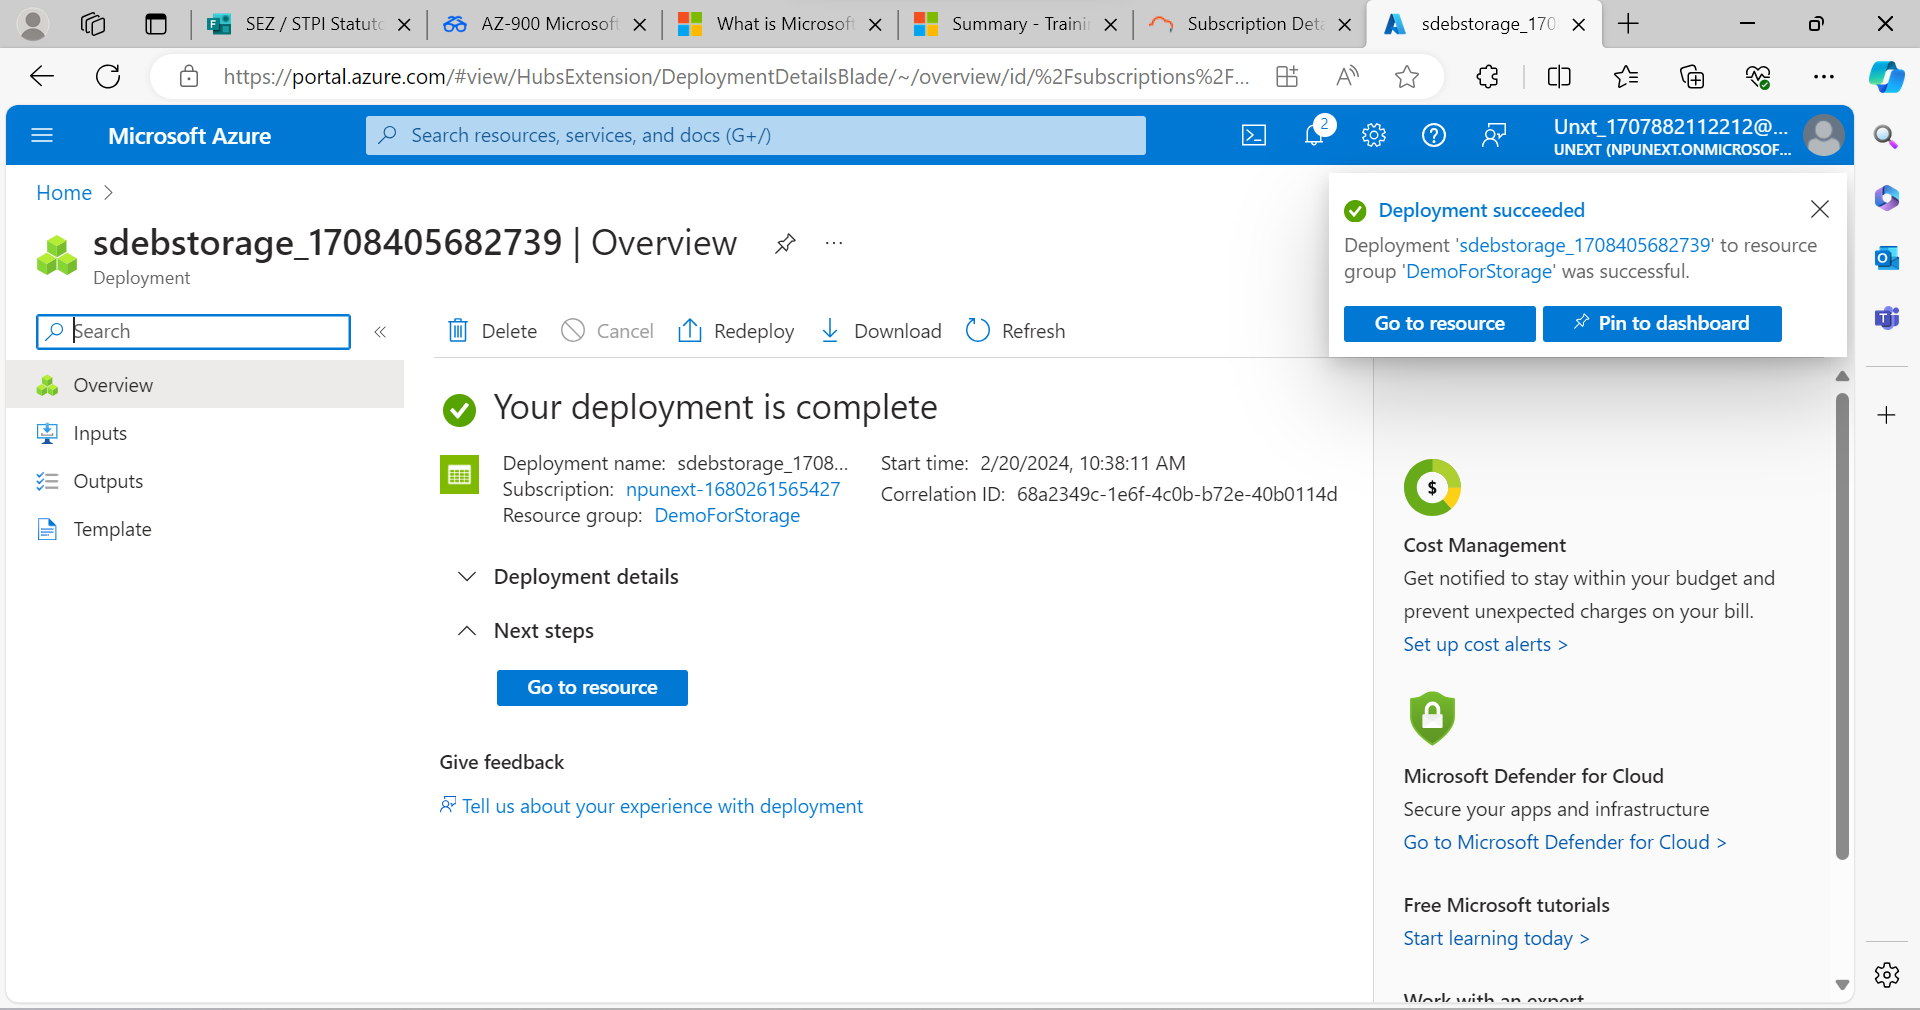 SEZ / STPI Statuto
AZ-900 Microsoft
What is Microsoft
Summary - Trainin
Subscription Deta
sdebstorage_170
https://portal.azure.com/#view/HubsExtension/DeploymentDetailsBlade/~/overview/id/%2Fsubscriptions%2F...
Microsoft Azure
Search resources, services, and docs (G+/)
2
Unxt_1707882112212@...
UNEXT (NPUNEXT.ONMICROSOF...
Home >
sdebstorage_1708405682739 | Overview
...
Deployment
Deployment succeeded
Deployment 'sdebstorage_1708405682739' to resource
group 'DemoForStorage' was successful.
Go to resource
Pin to dashboard
Search
«
Delete
Cancel
Redeploy
Download
Refresh
Overview
Inputs
Outputs
Template
Your deployment is complete
Deployment name: sdebstorage_1708...
Subscription: npunext-1680261565427
Resource group: DemoForStorage
Start time: 2/20/2024, 10:38:11 AM
Correlation ID: 68a2349c-1e6f-4c0b-b72e-40b0114d
Deployment details
Next steps
Go to resource
Give feedback
Tell us about your experience with deployment
$
Cost Management
Get notified to stay within your budget and
prevent unexpected charges on your bill.
Set up cost alerts >
Microsoft Defender for Cloud
Secure your apps and infrastructure
Go to Microsoft Defender for Cloud >
Free Microsoft tutorials
Start learning today >
Work with an expert